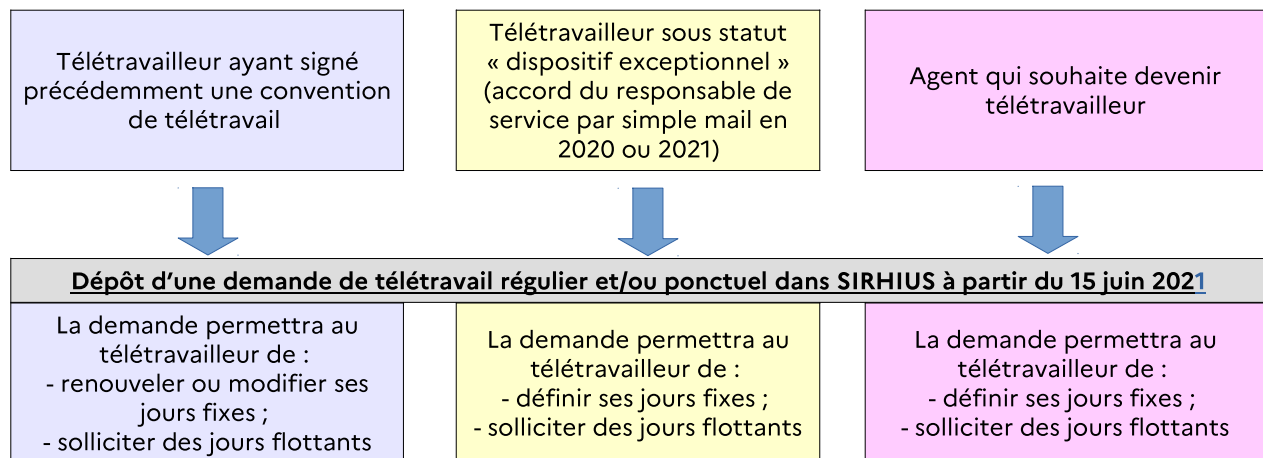 Télétravailleur ayant signé
précédemment une convention
de télétravail
Télétravailleur sous statut
« dispositif exceptionnel »
(accord du responsable de
service par simple mail en
2020 ou 2021)
Agent qui souhaite devenir
télétravailleur
Dépôt d’une demande de télétravail régulier et/ou ponctuel dans SIRHIUS à partir du 15 juin 2021
La demande permettra au
télétravailleur de :
- renouveler ou modifier ses
jours fixes ;
- solliciter des jours flottants
La demande permettra au
télétravailleur de :
- définir ses jours fixes ;
- solliciter des jours flottants
La demande permettra au
télétravailleur de :
- définir ses jours fixes ;
- solliciter des jours flottants